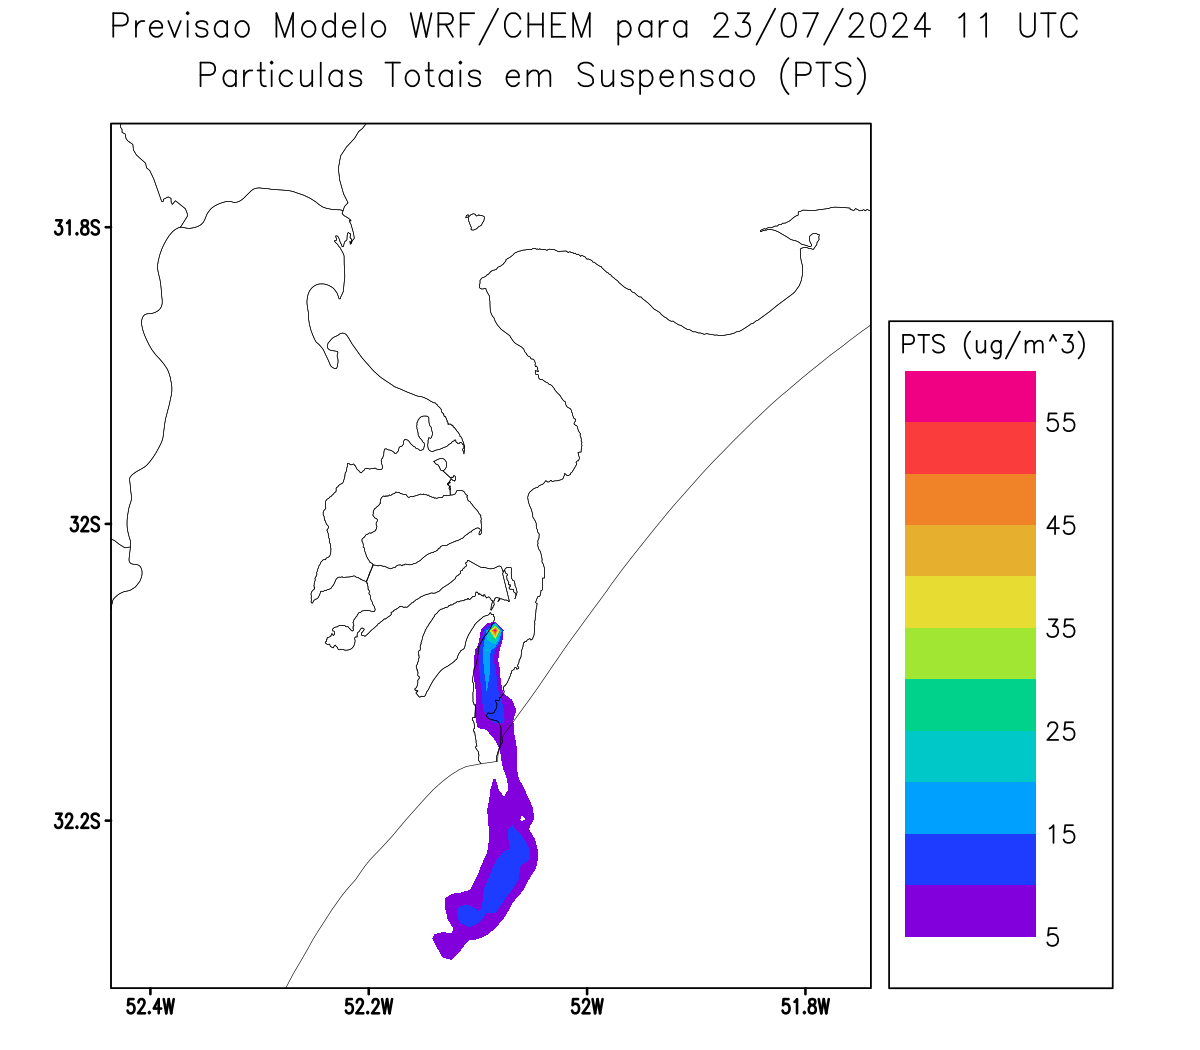 Previsao Modelo WRF/CHEM para 23/07/2024 11 UTC
Particulas Totais em Suspensao (PTS)
31.8S
32S
32.2S
52.4W 52.2W 52W 51.8W
PTS (ug/m^3)
55
45
35
25
15
5